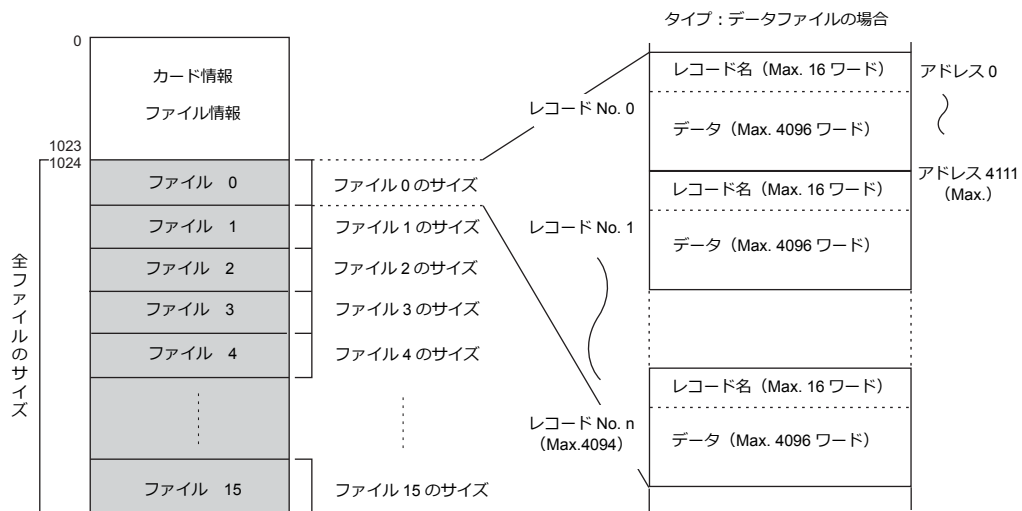 タイプ：データファイルの場合
0
カード情報
ファイル情報
1023
1024
全ファイルのサイズ
ファイル 0
ファイル 1
ファイル 2
ファイル 3
ファイル 4
ファイル 15
ファイル 0 のサイズ
ファイル 1 のサイズ
ファイル 2 のサイズ
ファイル 3 のサイズ
ファイル 4 のサイズ
ファイル 15 のサイズ
レコード No. 0
レコード No. 1
レコード No. n
（Max.4094）
レコード名（Max. 16 ワード）
データ（Max. 4096 ワード）
レコード名（Max. 16 ワード）
データ（Max. 4096 ワード）
レコード名（Max. 16 ワード）
データ（Max. 4096 ワード）
アドレス 0
アドレス 4111
（Max.）